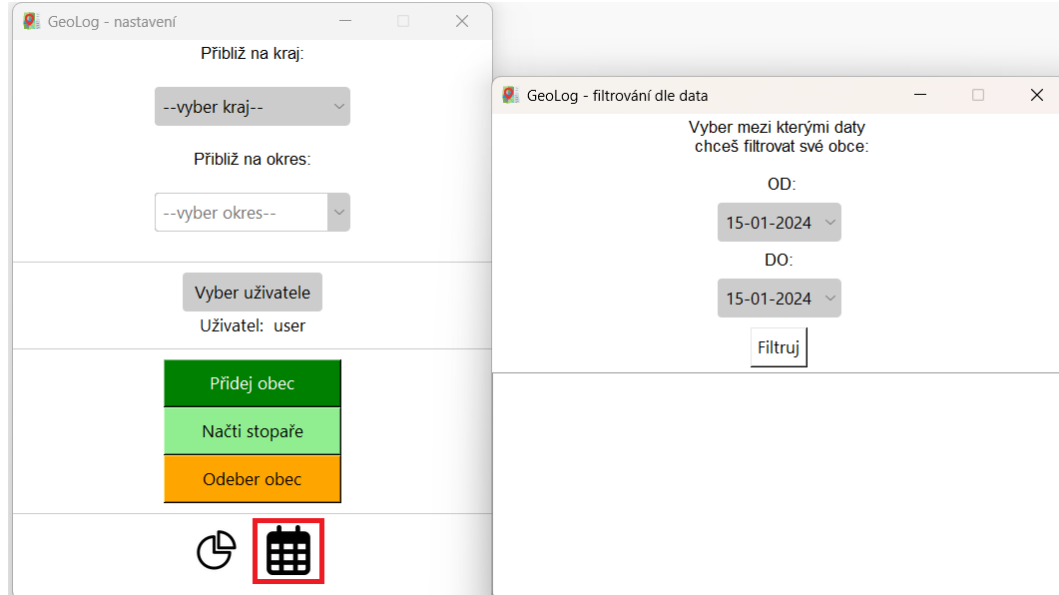 GeoLog - nastavení
Přibliž na kraj:
--vyber kraj--
Přibliž na okres:
--vyber okres--
Vyber uživatele
Uživatel: user
Přidej obec
Načti stopaře
Odeber obec
GeoLog - filtrování dle data
Vyber mezi kterými daty
chceš filtrovat své obce:
OD:
15-01-2024
DO:
15-01-2024
Filtruj